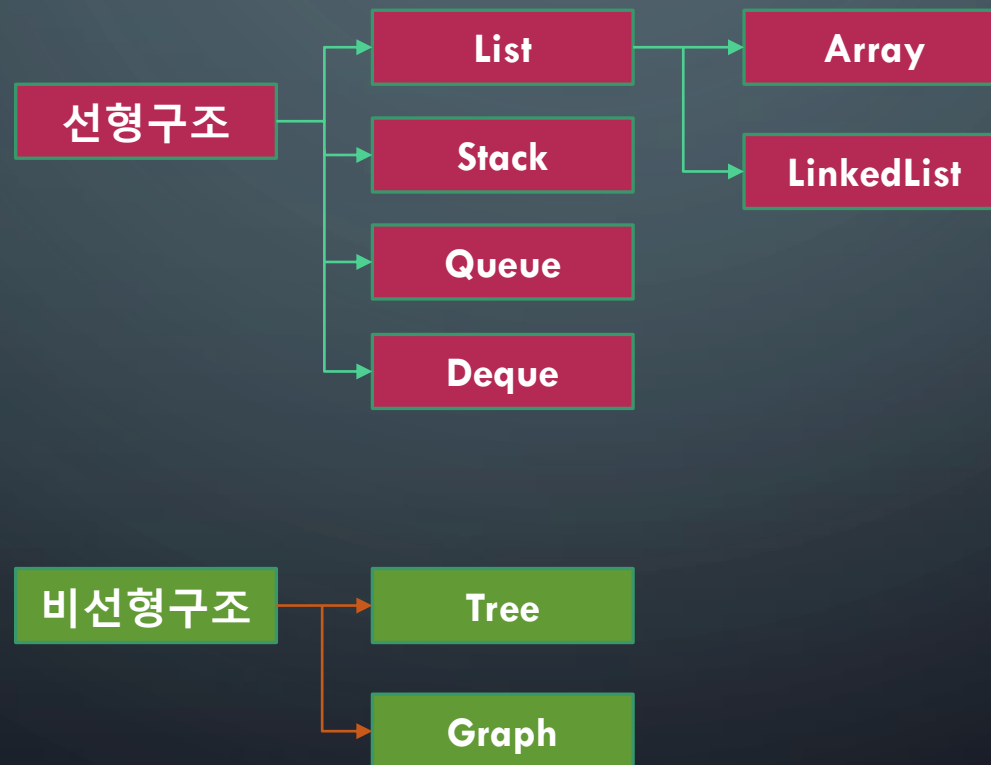 선형구조
List
Array
LinkedList
Stack
Queue
Deque
비선형구조
Tree
Graph